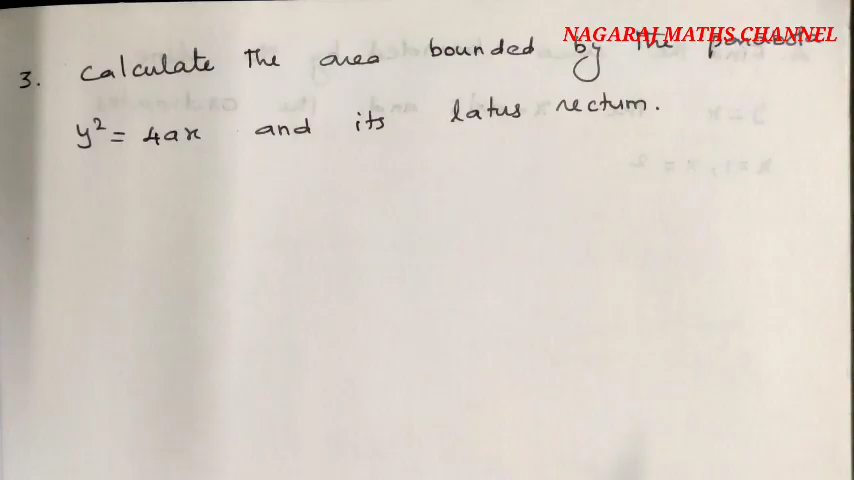 NAGARAJ MATHS CHANNEL
3. Calculate the area bounded by the parabola
y² = 4ax and its latus rectum.